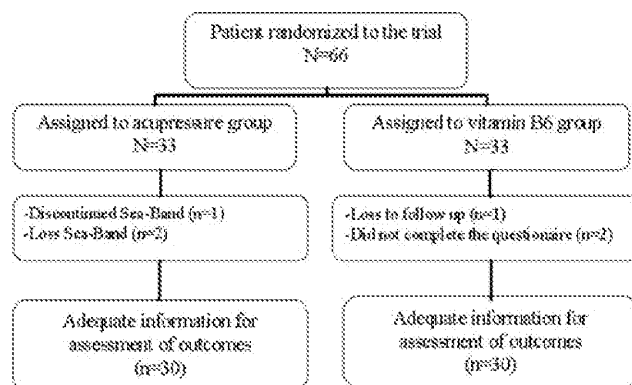 Patient randomized to the trial
N=66
Assigned to acupressure group
N=33
Assigned to vitamin B6 group
N=33
-Discontinued Sea-Band (n=1)
-Loss Sea-Band (n=2)
-Loss to follow up (n=1)
-Did not complete the questionaire (n=2)
Adequate information for
assessment of outcomes
(n=30)
Adequate information for
assessment of outcomes
(n=30)